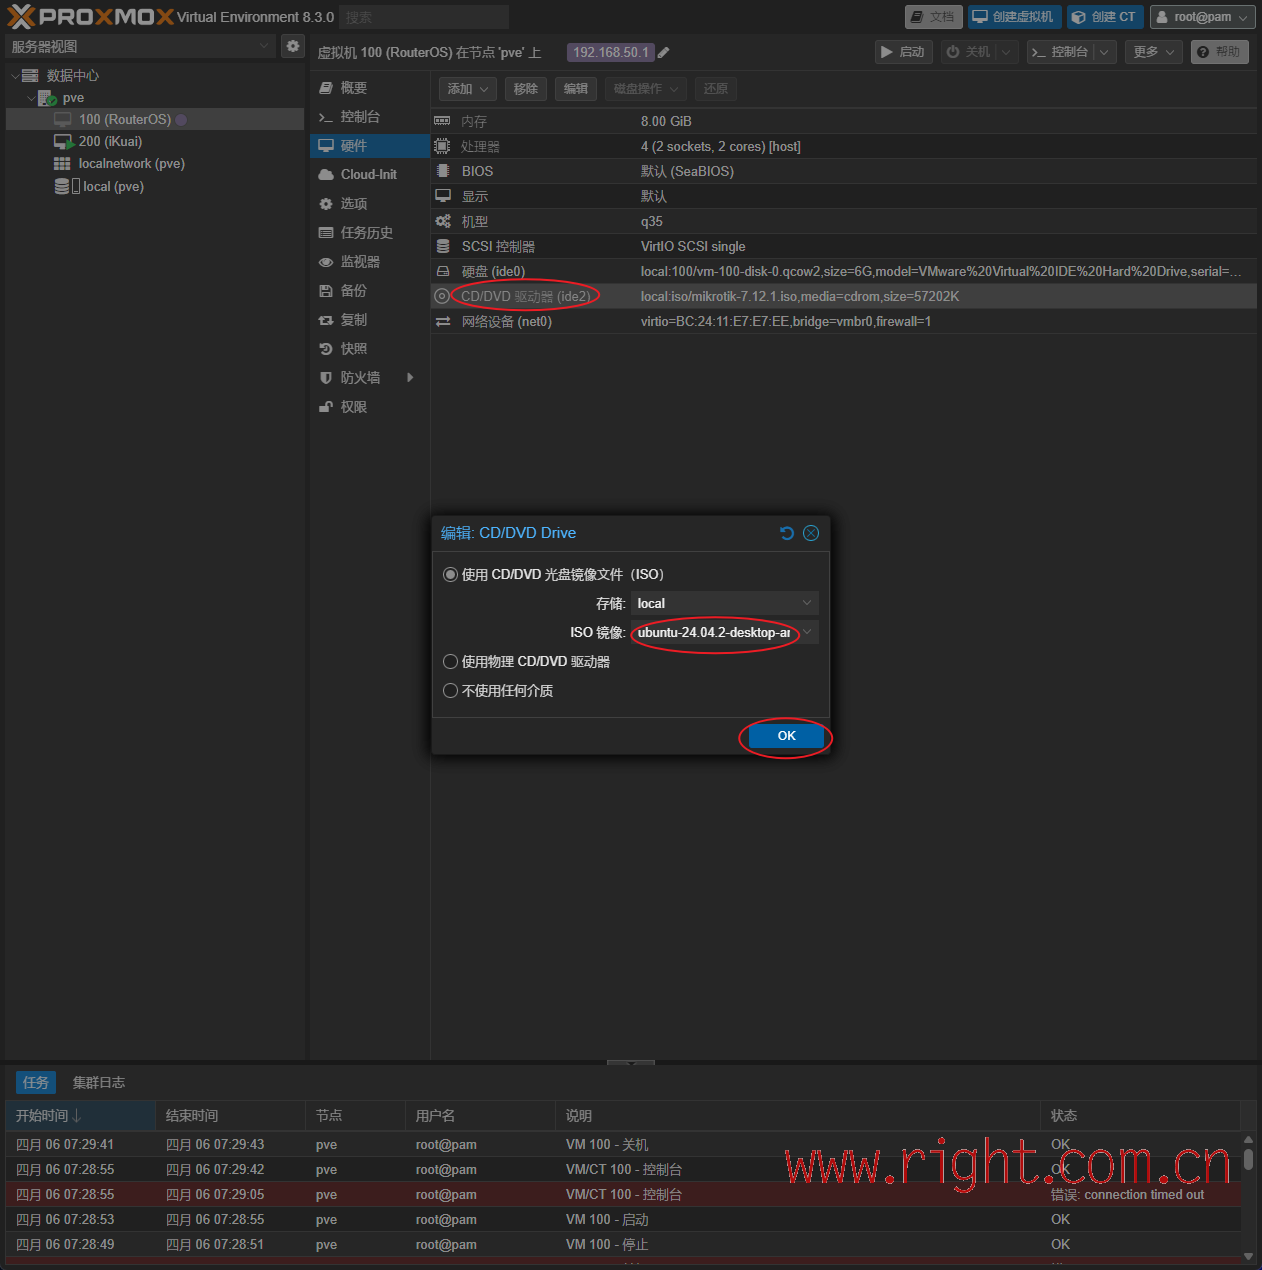 PROXMOX Virtual Environment 8.3.0 搜索 文档 创建虚拟机 创建 CT root@pam
服务器视图
数据中心
pve
100 (RouterOS)
200 (iKuai)
localnetwork (pve)
local (pve)
虚拟机 100 (RouterOS) 在节点 'pve' 上 192.168.50.1 启动 关机 控制台 更多 帮助
概要
控制台
硬件
Cloud-Init
选项
任务历史
监视器
备份
复制
快照
防火墙
权限
添加 移除 编辑 磁盘操作 还原
内存 8.00 GiB
处理器 4 (2 sockets, 2 cores) [host]
BIOS 默认 (SeaBIOS)
显示 默认
机型 q35
SCSI 控制器 VirtIO SCSI single
硬盘 (ide0) local:100/vm-100-disk-0.qcow2,size=6G,model=VMware%20Virtual%20IDE%20Hard%20Drive,serial=...
CD/DVD 驱动器 (ide2) local:iso/mikrotik-7.12.1.iso,media=cdrom,size=57202K
网络设备 (net0) virtio=BC:24:11:E7:E7:EE,bridge=vmbr0,firewall=1
编辑: CD/DVD Drive
使用 CD/DVD 光盘镜像文件（ISO）
存储: local
ISO 镜像: ubuntu-24.04.2-desktop-ar
使用物理 CD/DVD 驱动器
不使用任何介质
OK
任务 集群日志
开始时间 结束时间 节点 用户名 说明 状态
四月 06 07:29:41 四月 06 07:29:43 pve root@pam VM 100 - 关机 OK
四月 06 07:28:55 四月 06 07:29:42 pve root@pam VM/CT 100 - 控制台 OK
四月 06 07:28:55 四月 06 07:29:05 pve root@pam VM/CT 100 - 控制台 错误: connection timed out
四月 06 07:28:53 四月 06 07:28:55 pve root@pam VM 100 - 启动 OK
四月 06 07:28:49 四月 06 07:28:51 pve root@pam VM 100 - 停止 OK
www.right.com.cn